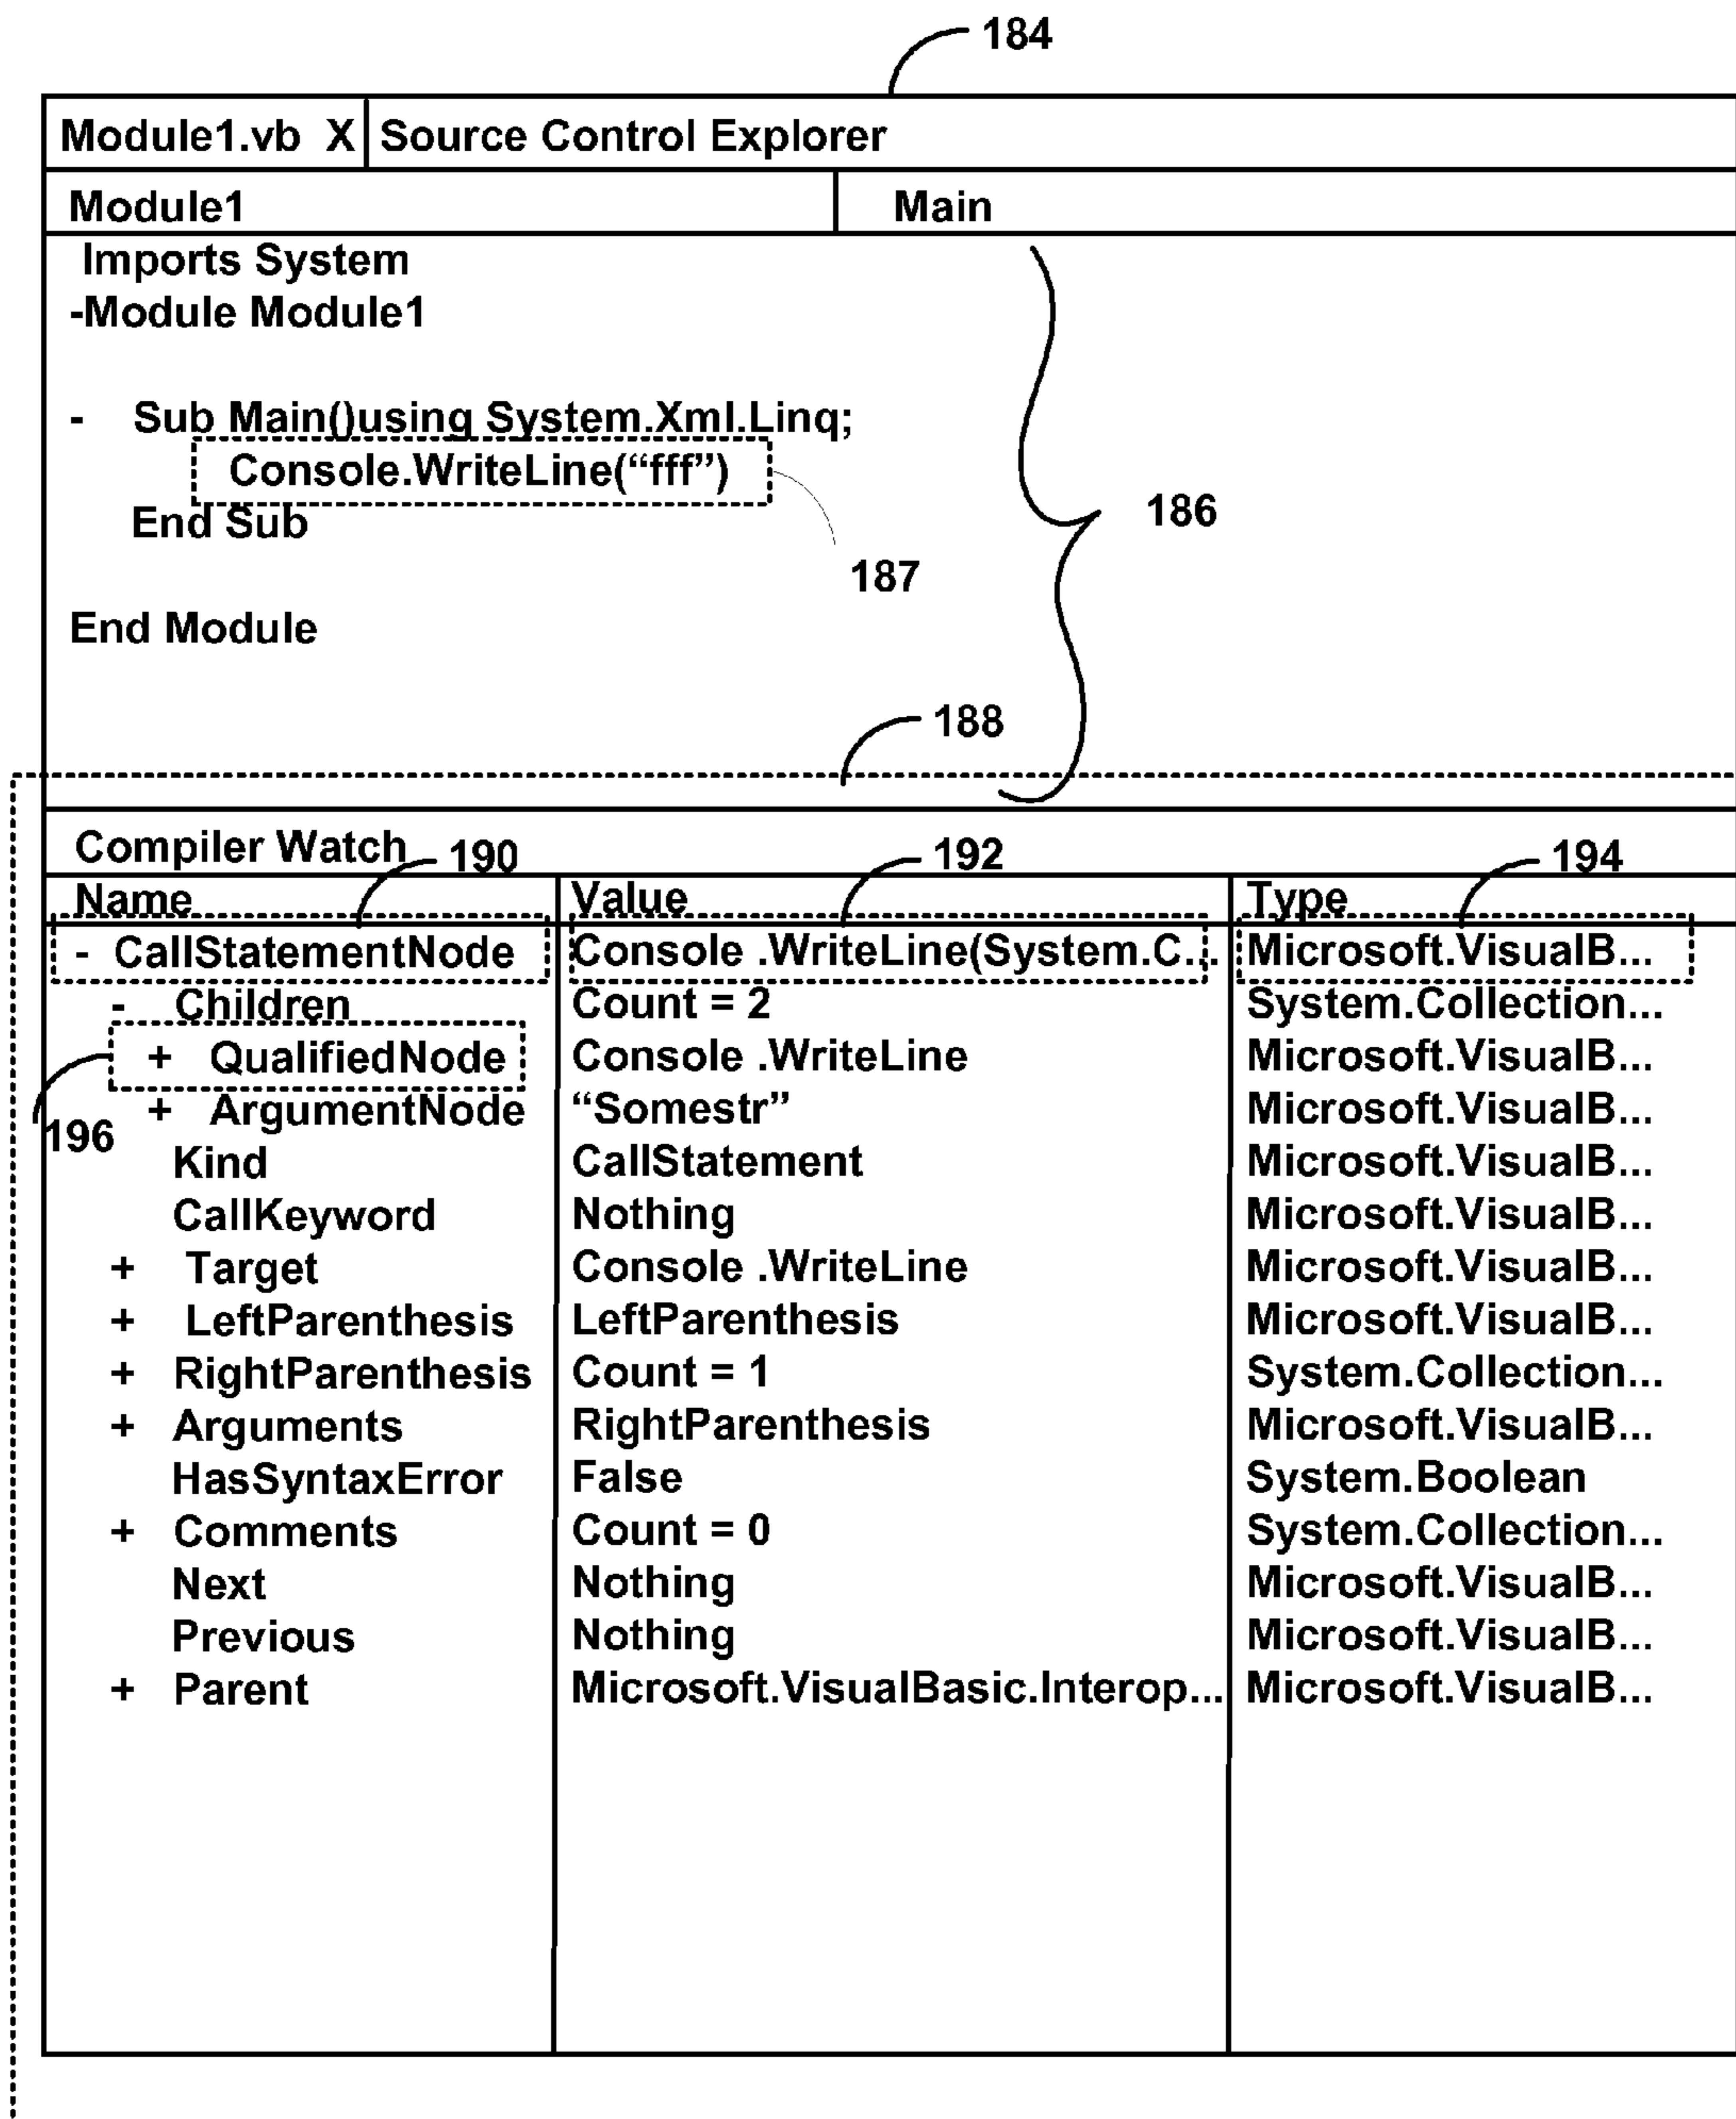 184
Module1.vb X Source Control Explorer
Module1 Main
Imports System
-Module Module1
- Sub Main()using System.Xml.Linq;
Console.WriteLine(“fff”)
End Sub
186
187
End Module
188
Compiler Watch 190 192 194
Name Value Type
- CallStatementNode Console .WriteLine(System.C... Microsoft.VisualB...
- Children Count = 2 System.Collection...
+ QualifiedNode Console .WriteLine Microsoft.VisualB...
+ ArgumentNode “Somestr” Microsoft.VisualB...
196
Kind CallStatement Microsoft.VisualB...
CallKeyword Nothing Microsoft.VisualB...
+ Target Console .WriteLine Microsoft.VisualB...
+ LeftParenthesis LeftParenthesis Microsoft.VisualB...
+ RightParenthesis Count = 1 System.Collection...
+ Arguments RightParenthesis Microsoft.VisualB...
HasSyntaxError False System.Boolean
+ Comments Count = 0 System.Collection...
Next Nothing Microsoft.VisualB...
Previous Nothing Microsoft.VisualB...
+ Parent Microsoft.VisualBasic.Interop... Microsoft.VisualB...